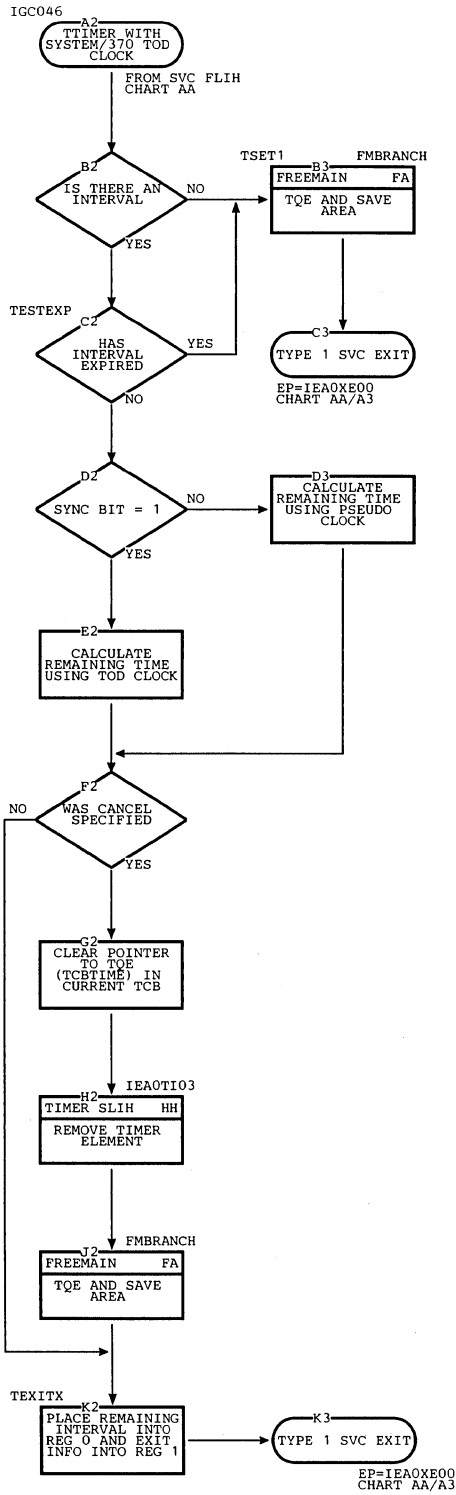 IGC046
A2
TTIMER WITH
SYSTEM/370 TOD
CLOCK
FROM SVC FLIH
CHART AA
B2
IS THERE AN
INTERVAL
NO
YES
TSET1
FMBRANCH
B3
FREEMAIN FA
TQE AND SAVE
AREA
TESTEXP
C2
HAS
INTERVAL
EXPIRED
YES
NO
C3
TYPE 1 SVC EXIT
EP=IEA0XE00
CHART AA/A3
D2
SYNC BIT = 1
NO
YES
D3
CALCULATE
REMAINING TIME
USING PSEUDO
CLOCK
E2
CALCULATE
REMAINING TIME
USING TOD CLOCK
F2
WAS CANCEL
SPECIFIED
NO
YES
G2
CLEAR POINTER
TO TQE
(TCBTIME) IN
CURRENT TCB
IEA0TI03
H2
TIMER SLIH HH
REMOVE TIMER
ELEMENT
FMBRANCH
J2
FREEMAIN FA
TQE AND SAVE
AREA
TEXITX
K2
PLACE REMAINING
INTERVAL INTO
REG 0 AND EXIT
INFO INTO REG 1
K3
TYPE 1 SVC EXIT
EP=IEA0XE00
CHART AA/A3